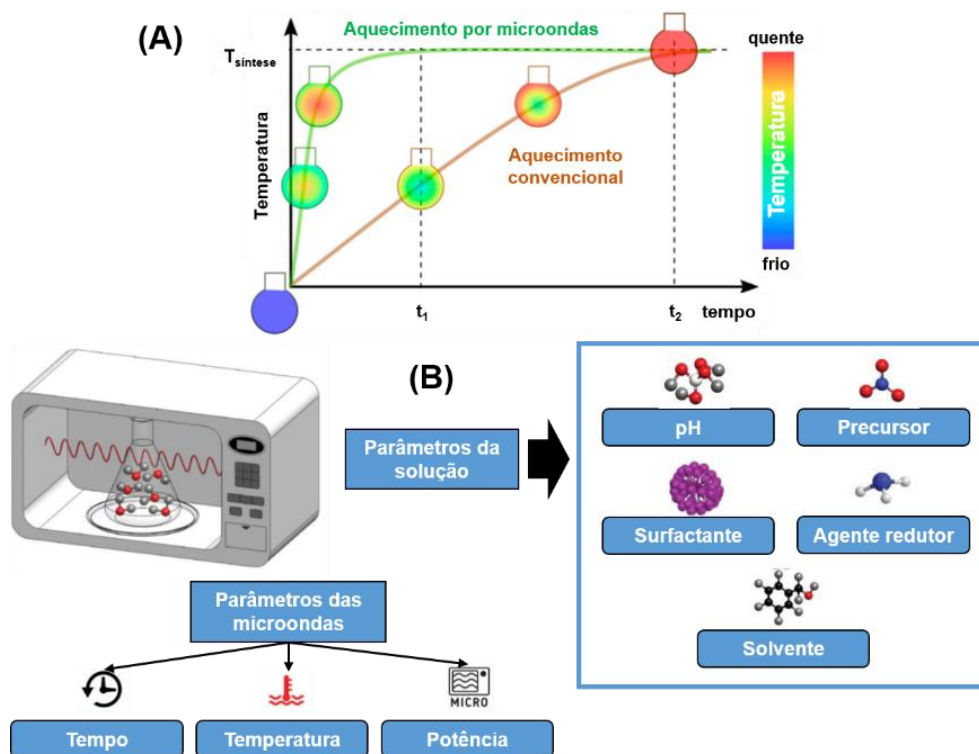 (A)
Aquecimento por microondas
T síntese
Temperatura
Aquecimento
convencional
t1
t2
tempo
quente
Temperatura
frio
(B)
Parâmetros da
solução
pH
Precursor
Surfactante
Agente redutor
Solvente
Parâmetros das
microondas
MICRO
Tempo
Temperatura
Potência